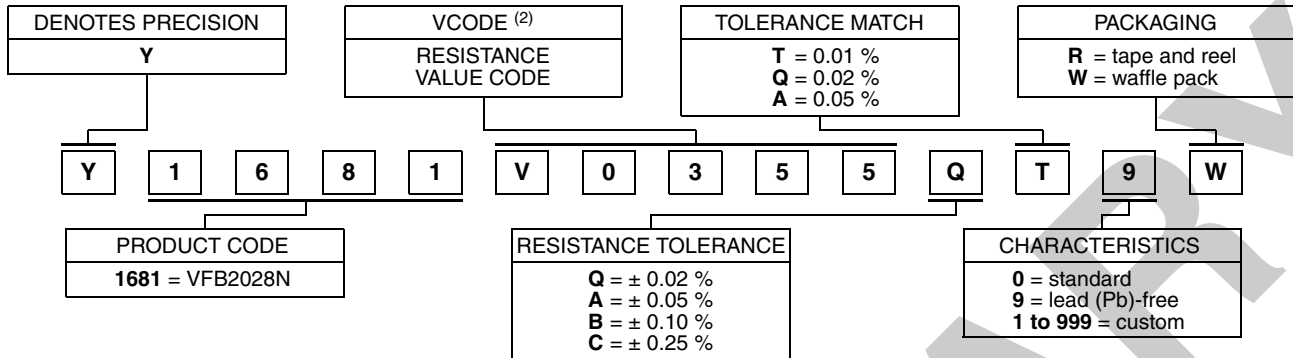 DENOTES PRECISION
Y
VCODE (2)
RESISTANCE
VALUE CODE
TOLERANCE MATCH
T = 0.01 %
Q = 0.02 %
A = 0.05 %
PACKAGING
R = tape and reel
W = waffle pack
Y 1 6 8 1 V 0 3 5 5 Q T 9 W
PRODUCT CODE
1681 = VFB2028N
RESISTANCE TOLERANCE
Q = ± 0.02 %
A = ± 0.05 %
B = ± 0.10 %
C = ± 0.25 %
CHARACTERISTICS
0 = standard
9 = lead (Pb)-free
1 to 999 = custom